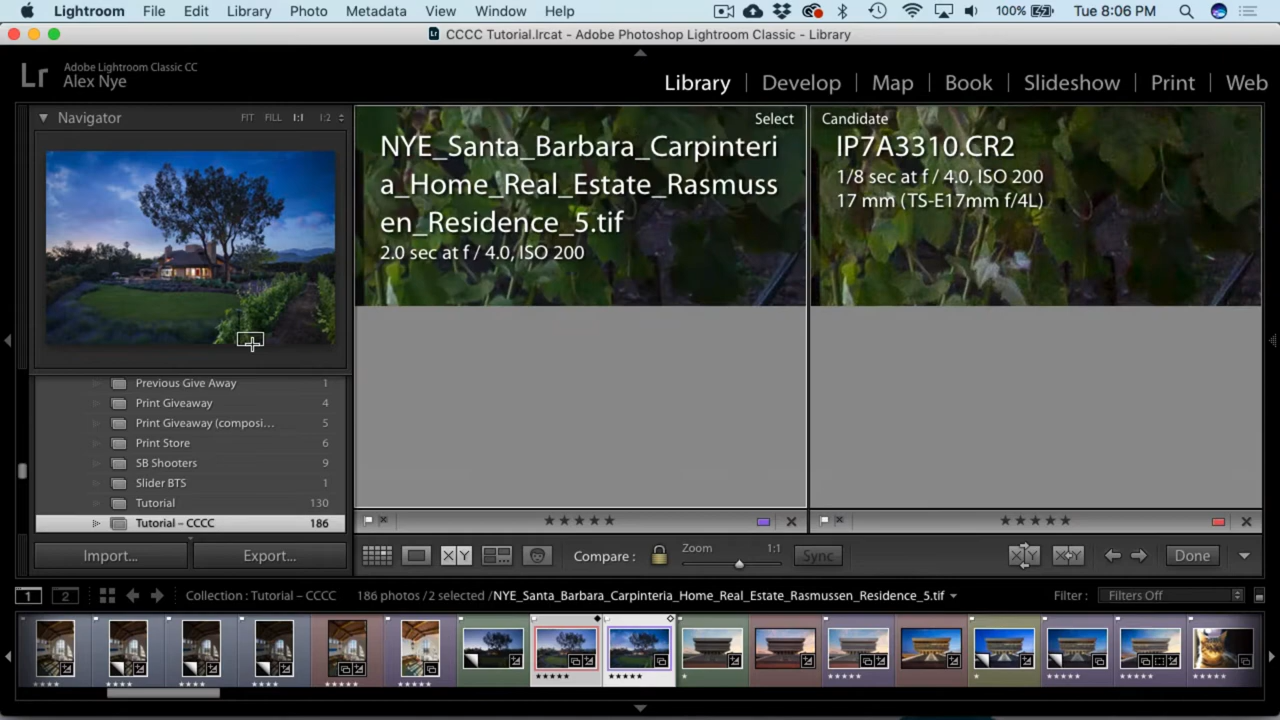 Lightroom File Edit Library Photo Metadata View Window Help 100% Tue 8:06 PM
Lr CCCC Tutorial.lrcat - Adobe Photoshop Lightroom Classic - Library
Lr Adobe Lightroom Classic CC
Alex Nye
Library | Develop | Map | Book | Slideshow | Print | Web
Navigator FIT FILL 1:1 1:2
Select
NYE_Santa_Barbara_Carpinteri
a_Home_Real_Estate_Rasmuss
en_Residence_5.tif
2.0 sec at f / 4.0, ISO 200
Candidate
IP7A3310.CR2
1/8 sec at f / 4.0, ISO 200
17 mm (TS-E17mm f/4L)
Previous Give Away 1
Print Giveaway 4
Print Giveaway (composi... 5
Print Store 6
SB Shooters 9
Slider BTS 1
Tutorial 130
Tutorial – CCCC 186
Import... Export...
XY Compare : Zoom 1:1 Sync X Y X Y Done
1 2 Collection : Tutorial – CCCC 186 photos /2 selected /NYE_Santa_Barbara_Carpinteria_Home_Real_Estate_Rasmussen_Residence_5.tif Filter : Filters Off